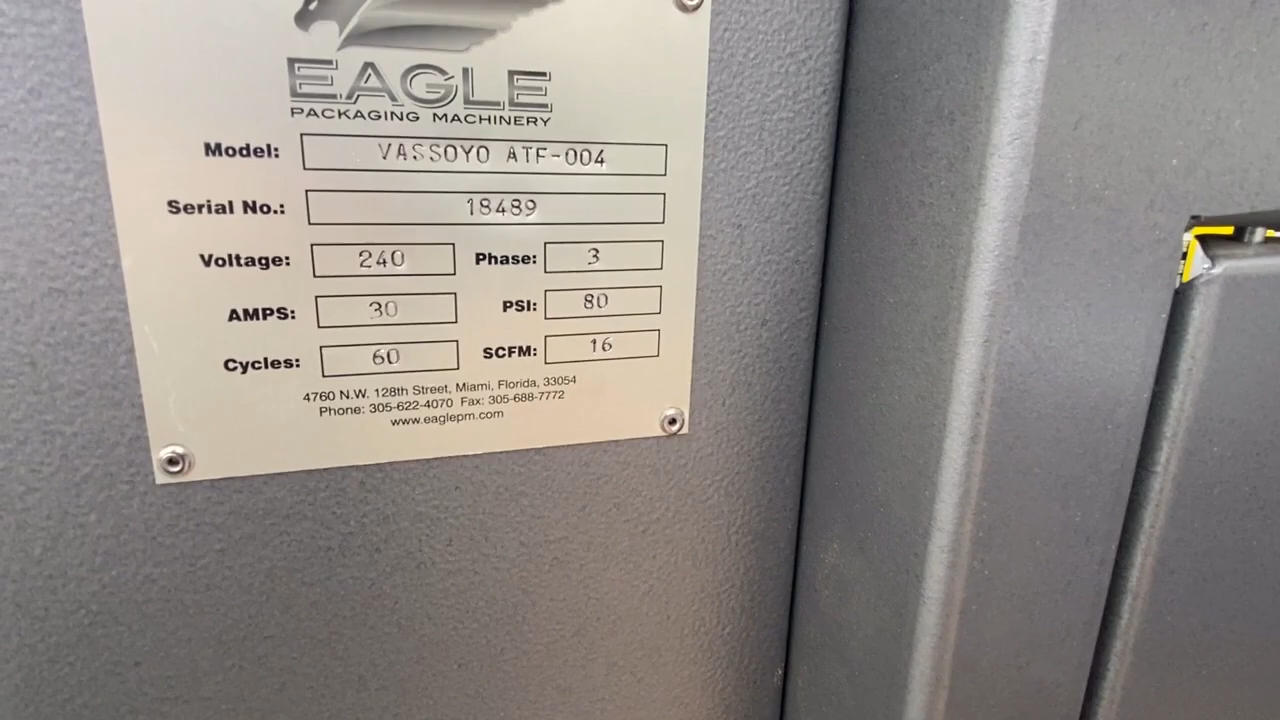 EAGLE
PACKAGING MACHINERY
Model: VASSOYO ATF-004
Serial No.: 18489
Voltage: 240 Phase: 3
AMPS: 30 PSI: 80
Cycles: 60 SCFM: 16
4760 N.W. 128th Street, Miami, Florida, 33054
Phone: 305-622-4070 Fax: 305-688-7772
www.eaglepm.com